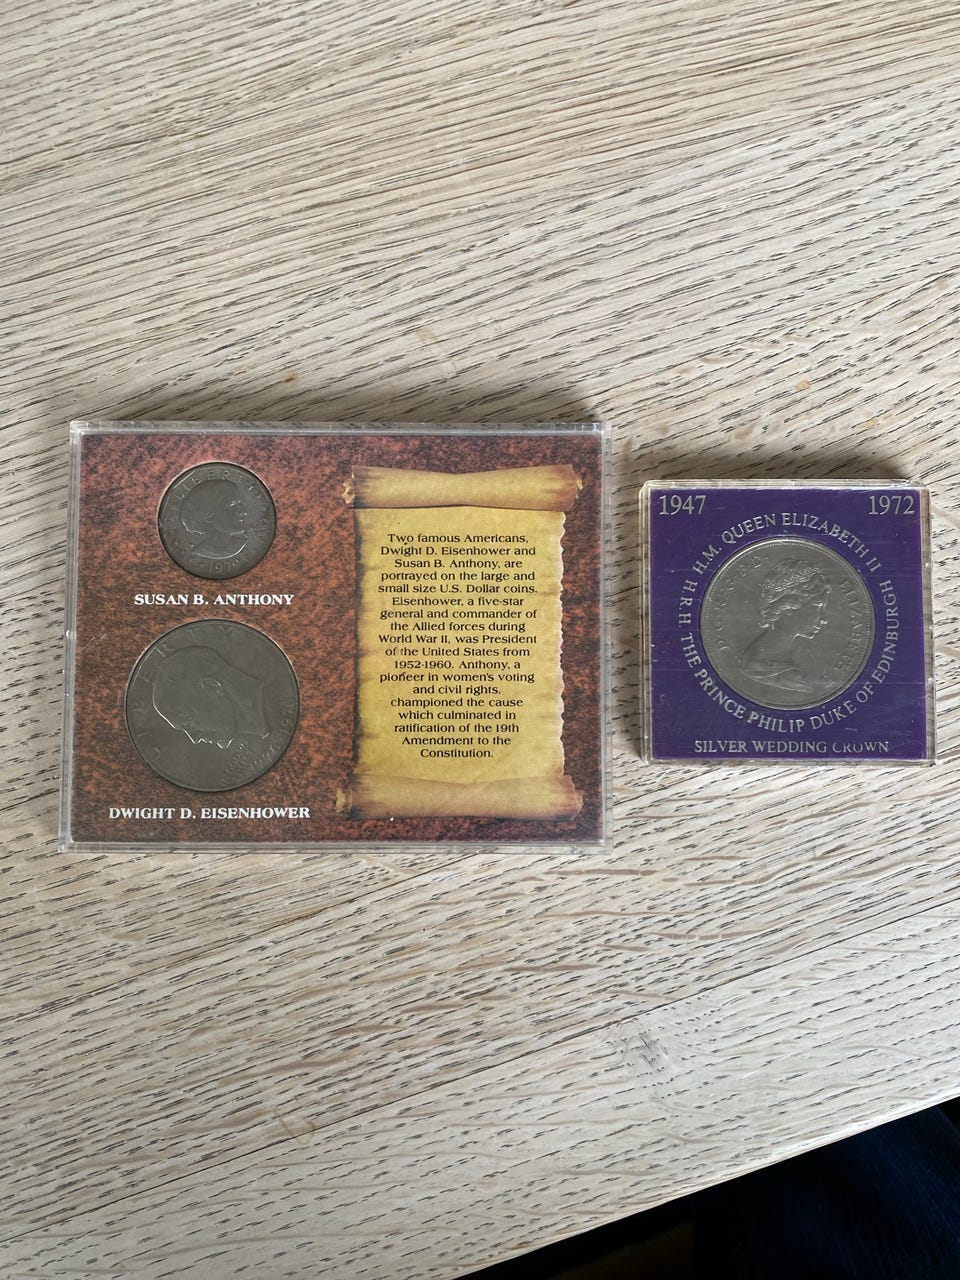 LIBERTY
1979
SUSAN B. ANTHONY
DWIGHT D. EISENHOWER
Two famous Americans,
Dwight D. Eisenhower and
Susan B. Anthony, are
portrayed on the large and
small size U.S. Dollar coins.
Eisenhower, a five-star
general and commander of
the Allied forces during
World War II, was President
of the United States from
1952-1960. Anthony, a
pioneer in women's voting
and civil rights,
championed the cause
which culminated in
ratification of the 19th
Amendment to the
Constitution.
1947 1972
H.M. QUEEN ELIZABETH II
H.R.H. THE PRINCE PHILIP DUKE OF EDINBURGH
D·G·REG·F·D·
ELIZABETH
SILVER WEDDING CROWN